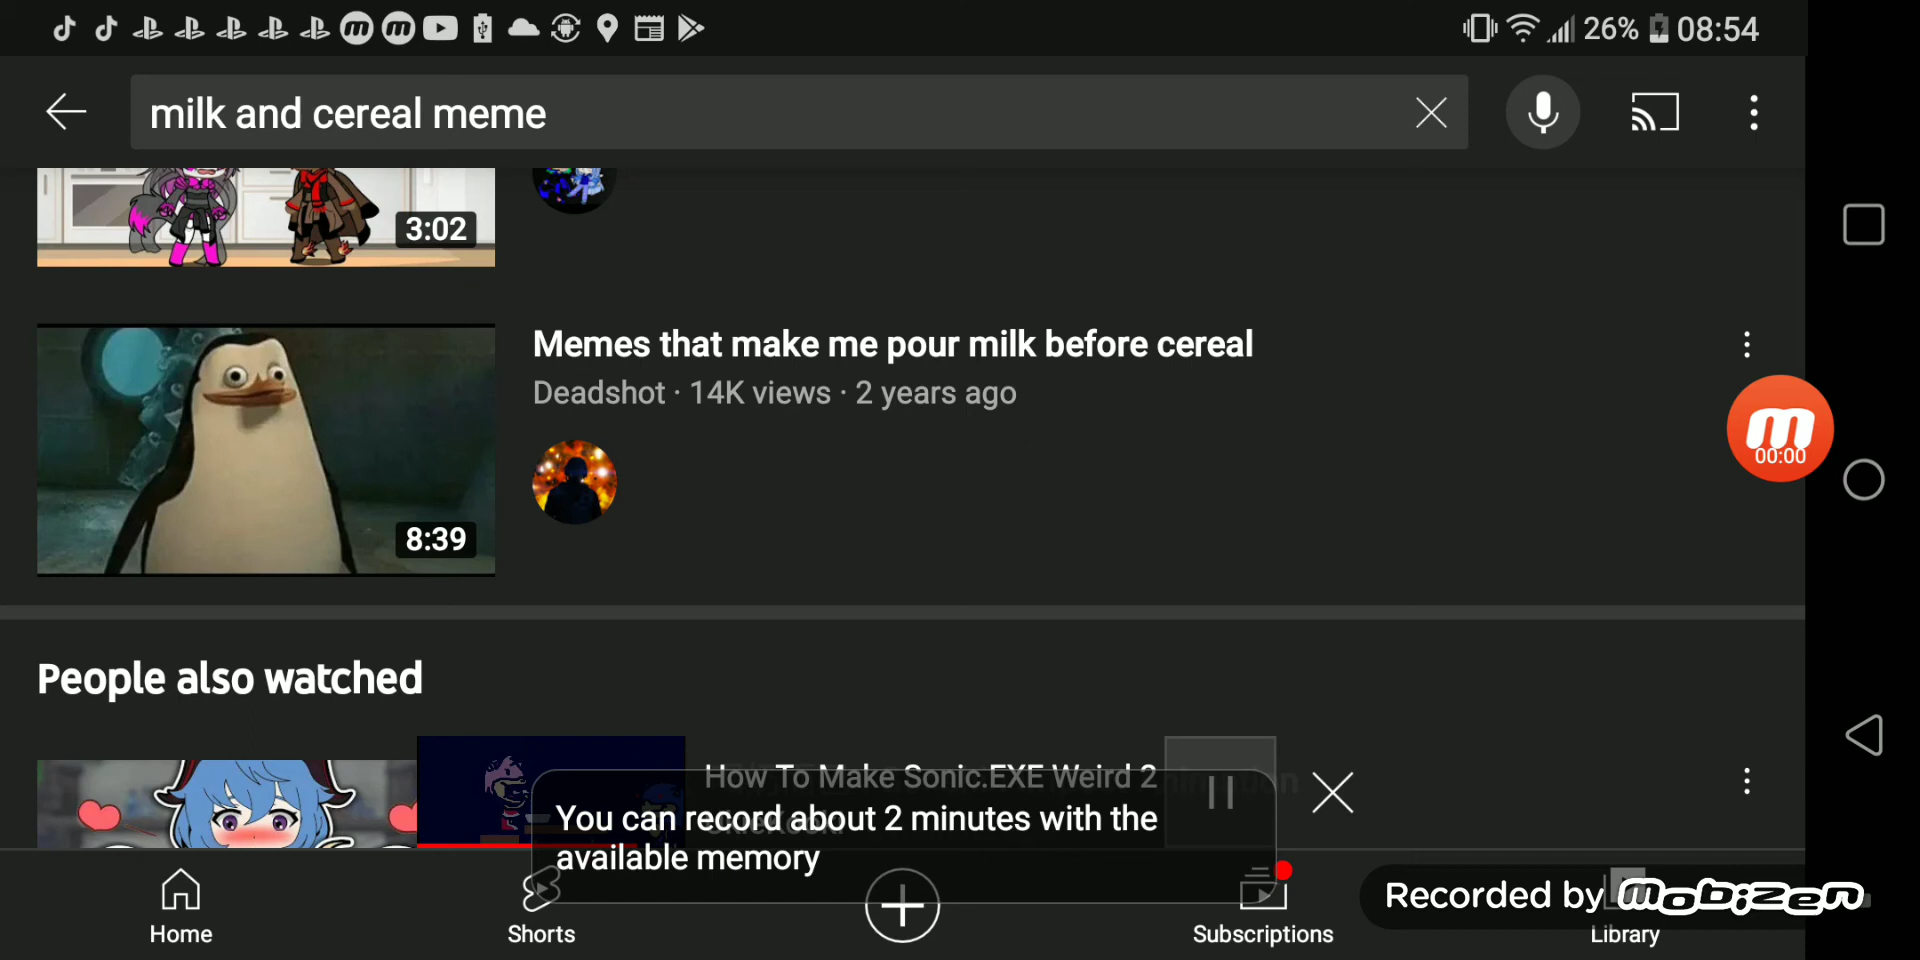 26% 08:54
milk and cereal meme
3:02
Memes that make me pour milk before cereal
Deadshot · 14K views · 2 years ago
00:00
8:39
People also watched
How To Make Sonic.EXE Weird 2
You can record about 2 minutes with the
available memory
Recorded by mobizen
Home
Shorts
Subscriptions
Library